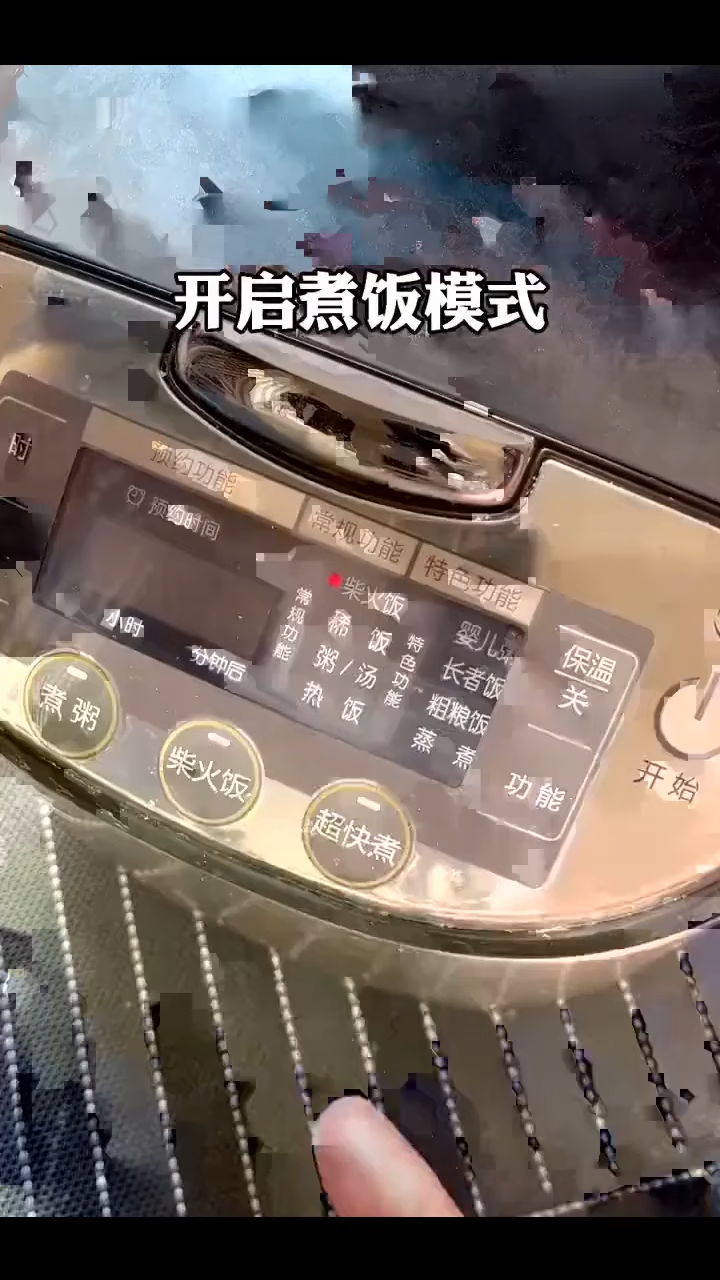 开启煮饭模式
时
预约功能
预约时间
常规功能
特色功能
小时
分钟后
常规功能
柴火饭
稀饭
粥/汤
热饭
特色功能
婴儿粥
长者饭
粗粮饭
蒸煮
保温
关
功能
开始
煮粥
柴火饭
超快煮